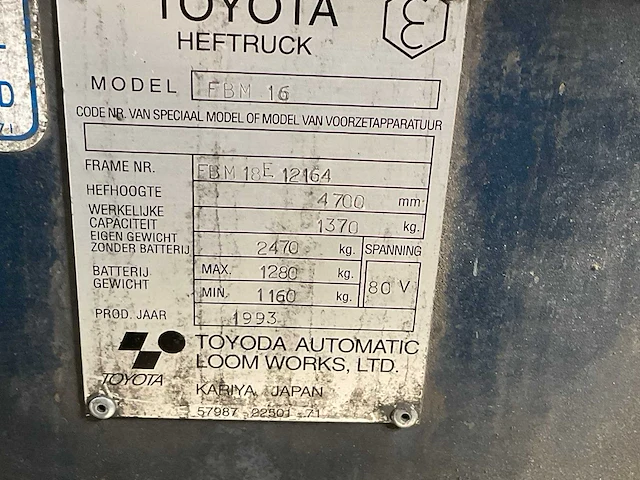 TOYOTA
HEFTRUCK
MODEL FBM 16
CODE NR. VAN SPECIAAL MODEL OF MODEL VAN VOORZETAPPARATUUR
FRAME NR. FBM18E 12164
HEFHOOGTE 4700 mm
WERKELIJKE CAPACITEIT 1370 kg.
EIGEN GEWICHT ZONDER BATTERIJ 2470 kg. SPANNING
BATTERIJ GEWICHT MAX. 1280 kg. 80 V
MIN. 1160 kg.
PROD. JAAR 1993
TOYODA AUTOMATIC
LOOM WORKS, LTD.
TOYOTA
KARIYA, JAPAN
57987-22501-71